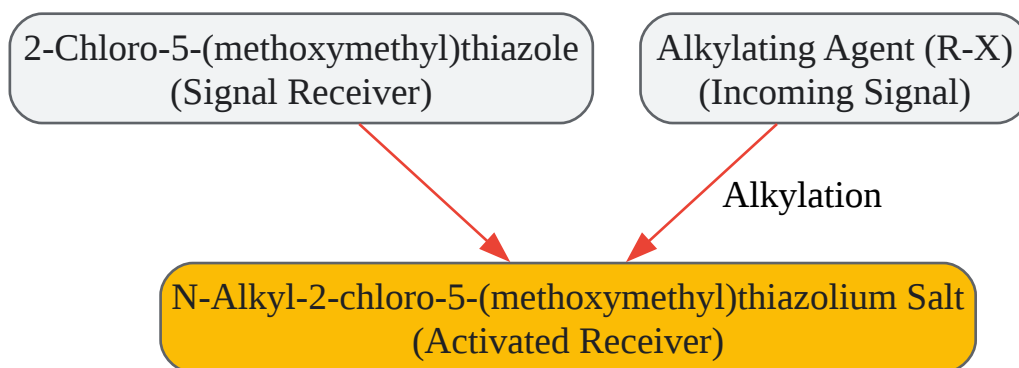 2-Chloro-5-(methoxymethyl)thiazole
(Signal Receiver)
Alkylating Agent (R-X)
(Incoming Signal)
Alkylation
N-Alkyl-2-chloro-5-(methoxymethyl)thiazolium Salt
(Activated Receiver)